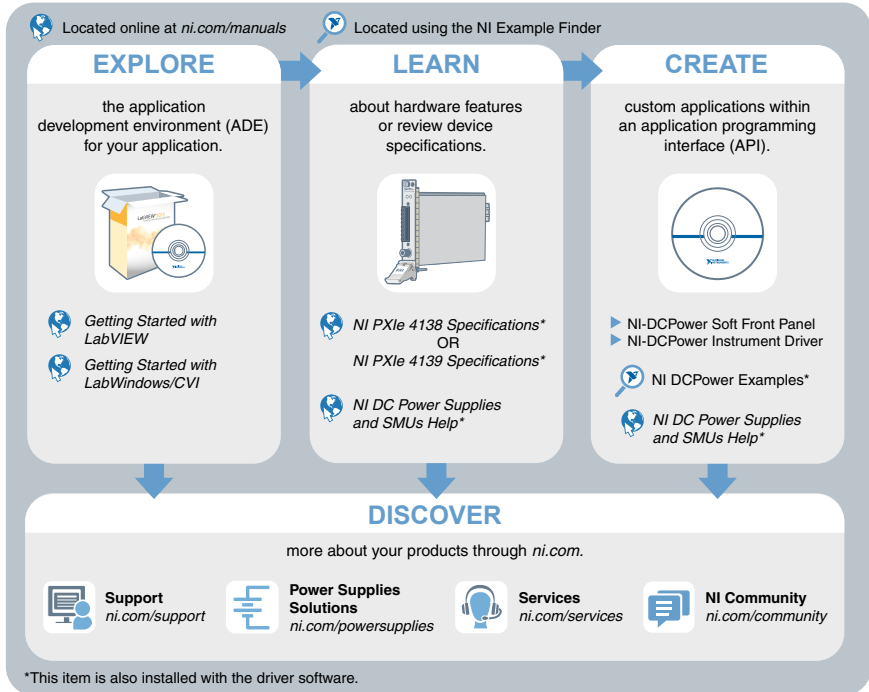 Located online at ni.com/manuals
Located using the NI Example Finder
EXPLORE
the application
development environment (ADE)
for your application.
LabVIEW
Getting Started with
LabVIEW
Getting Started with
LabWindows/CVI
LEARN
about hardware features
or review device
specifications.
NI PXIe 4138 Specifications*
OR
NI PXIe 4139 Specifications*
NI DC Power Supplies
and SMUs Help*
CREATE
custom applications within
an application programming
interface (API).
NI-DCPower Soft Front Panel
NI-DCPower Instrument Driver
NI DCPower Examples*
NI DC Power Supplies
and SMUs Help*
DISCOVER
more about your products through ni.com.
Support
ni.com/support
Power Supplies
Solutions
ni.com/powersupplies
Services
ni.com/services
NI Community
ni.com/community
*This item is also installed with the driver software.